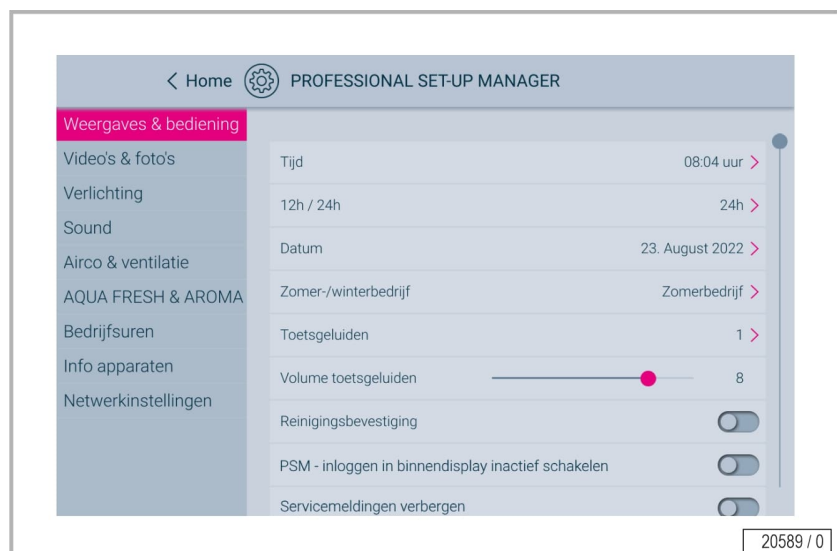 Home PROFESSIONAL SET-UP MANAGER
Weergaves & bediening
Video's & foto's
Verlichting
Sound
Airco & ventilatie
AQUA FRESH & AROMA
Bedrijfsuren
Info apparaten
Netwerkinstellingen
Tijd 08:04 uur
12h / 24h 24h
Datum 23. August 2022
Zomer-/winterbedrijf Zomerbedrijf
Toetsgeluiden 1
Volume toetsgeluiden 8
Reinigingsbevestiging
PSM - inloggen in binnendisplay inactief schakelen
Servicemeldingen verbergen
20589 / 0